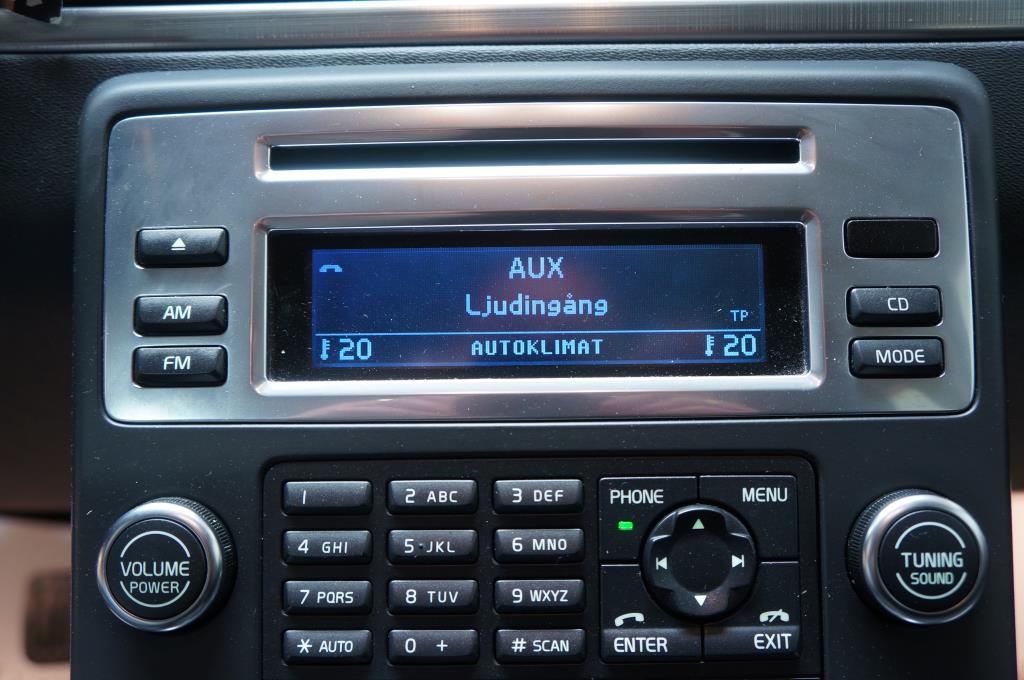 AUX
Ljudingång
TP
20 AUTOKLIMAT 20
AM
FM
CD
MODE
1
2 ABC
3 DEF
4 GHI
5 JKL
6 MNO
7 PQRS
8 TUV
9 WXYZ
* AUTO
0 +
# SCAN
PHONE
MENU
ENTER
EXIT
VOLUME
POWER
TUNING
SOUND